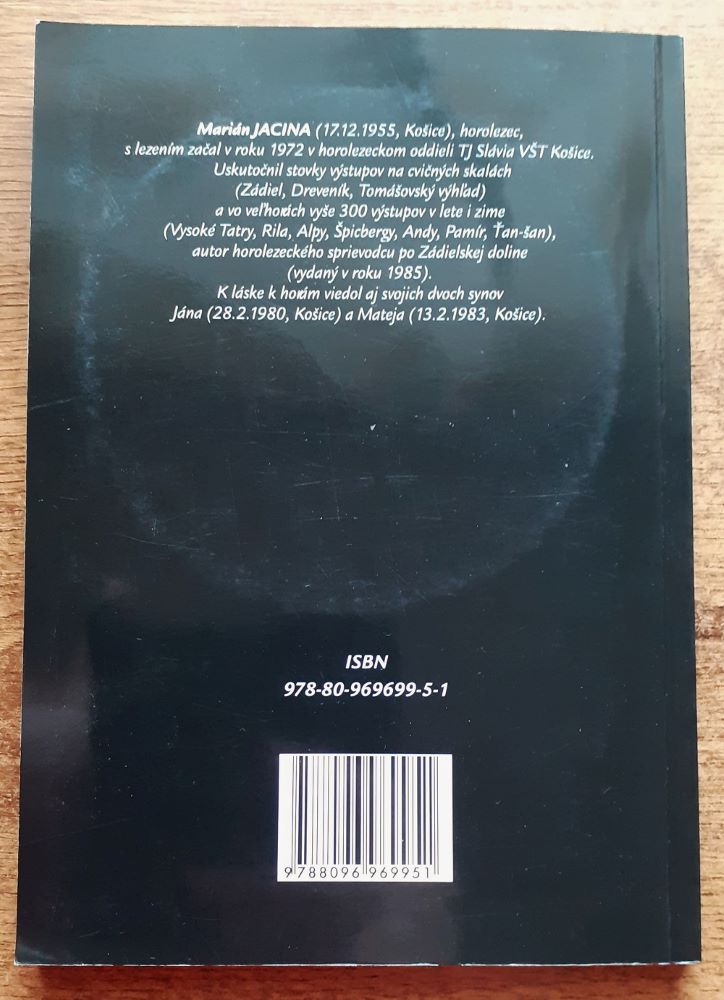 Marián JACINA (17.12.1955, Košice), horolezec,
s lezením začal v roku 1972 v horolezeckom oddieli TJ Slávia VŠT Košice.
Uskutočnil stovky výstupov na cvičných skalách
(Zádiel, Dreveník, Tomášovský výhľad)
a vo veľhorách vyše 300 výstupov v lete i zime
(Vysoké Tatry, Rila, Alpy, Špicbergy, Andy, Pamír, Ťan-šan),
autor horolezeckého sprievodcu po Zádielskej doline
(vydaný v roku 1985).
K láske k horám viedol aj svojich dvoch synov
Jána (28.2.1980, Košice) a Mateja (13.2.1983, Košice).
ISBN
978-80-969699-5-1
9788096969951